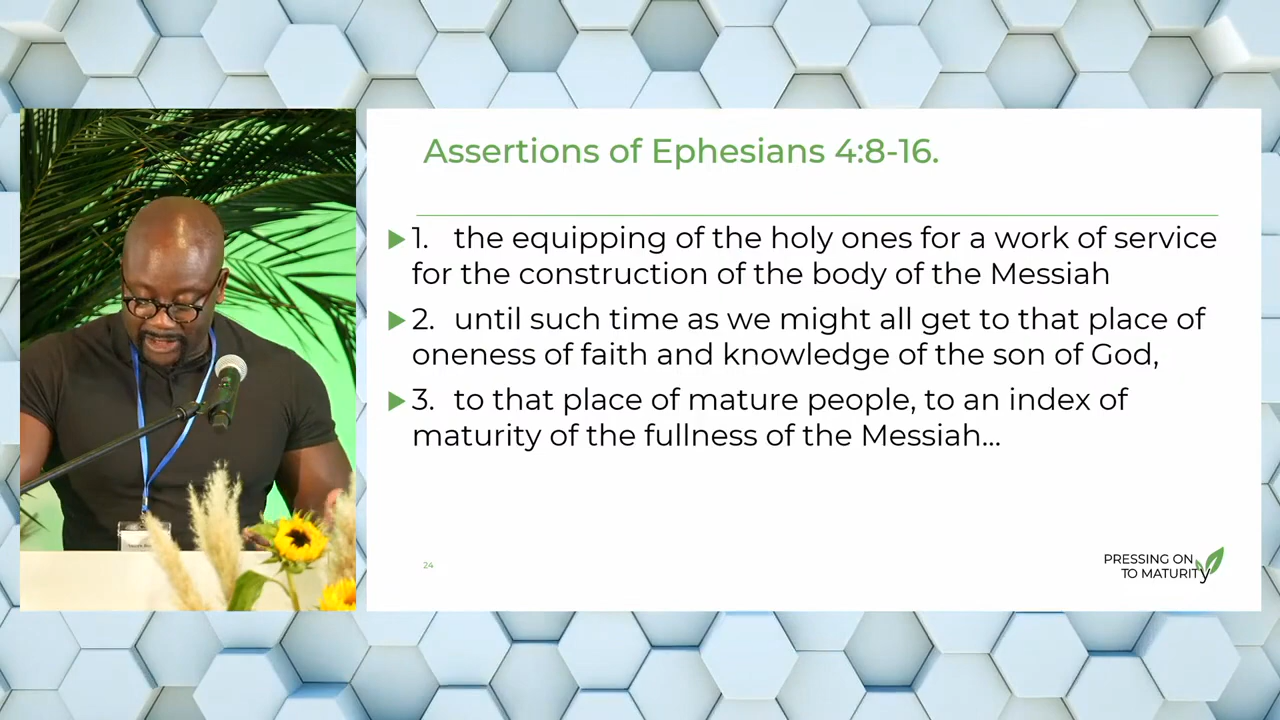 Assertions of Ephesians 4:8-16.
1. the equipping of the holy ones for a work of service
for the construction of the body of the Messiah
2. until such time as we might all get to that place of
oneness of faith and knowledge of the son of God,
3. to that place of mature people, to an index of
maturity of the fullness of the Messiah...
24
PRESSING ON
TO MATURITY